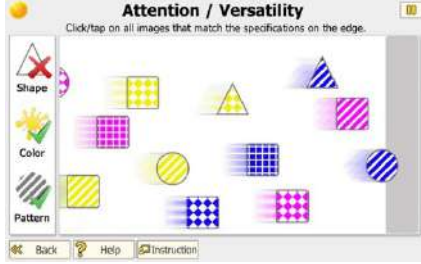 Attention / Versatility
Click/tap on all images that match the specifications on the edge.
Shape
Color
Pattern
Back
Help
Instruction